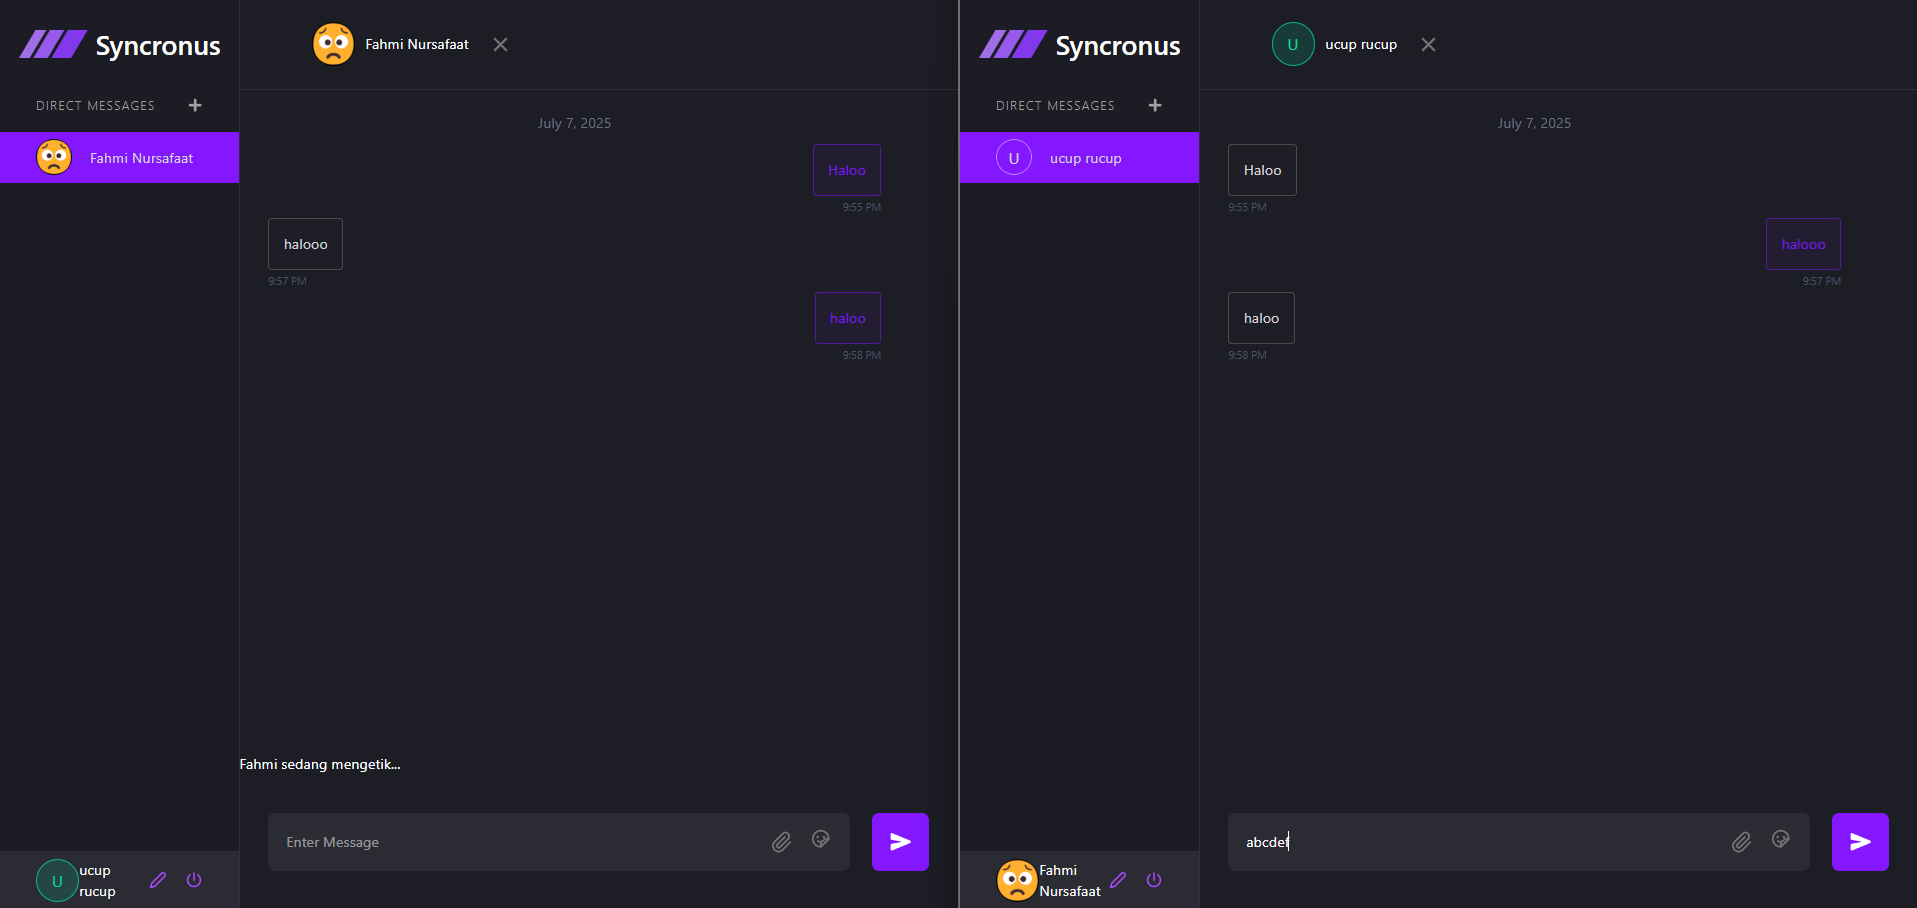 Syncronus
DIRECT MESSAGES
Fahmi Nursafaat
Fahmi Nursafaat
July 7, 2025
Haloo
9:55 PM
halooo
9:57 PM
haloo
9:58 PM
Fahmi sedang mengetik...
Enter Message
U
ucup
rucup
Syncronus
DIRECT MESSAGES
U
ucup rucup
U
ucup rucup
July 7, 2025
Haloo
9:55 PM
halooo
9:57 PM
haloo
9:58 PM
abcdef
Fahmi
Nursafaat